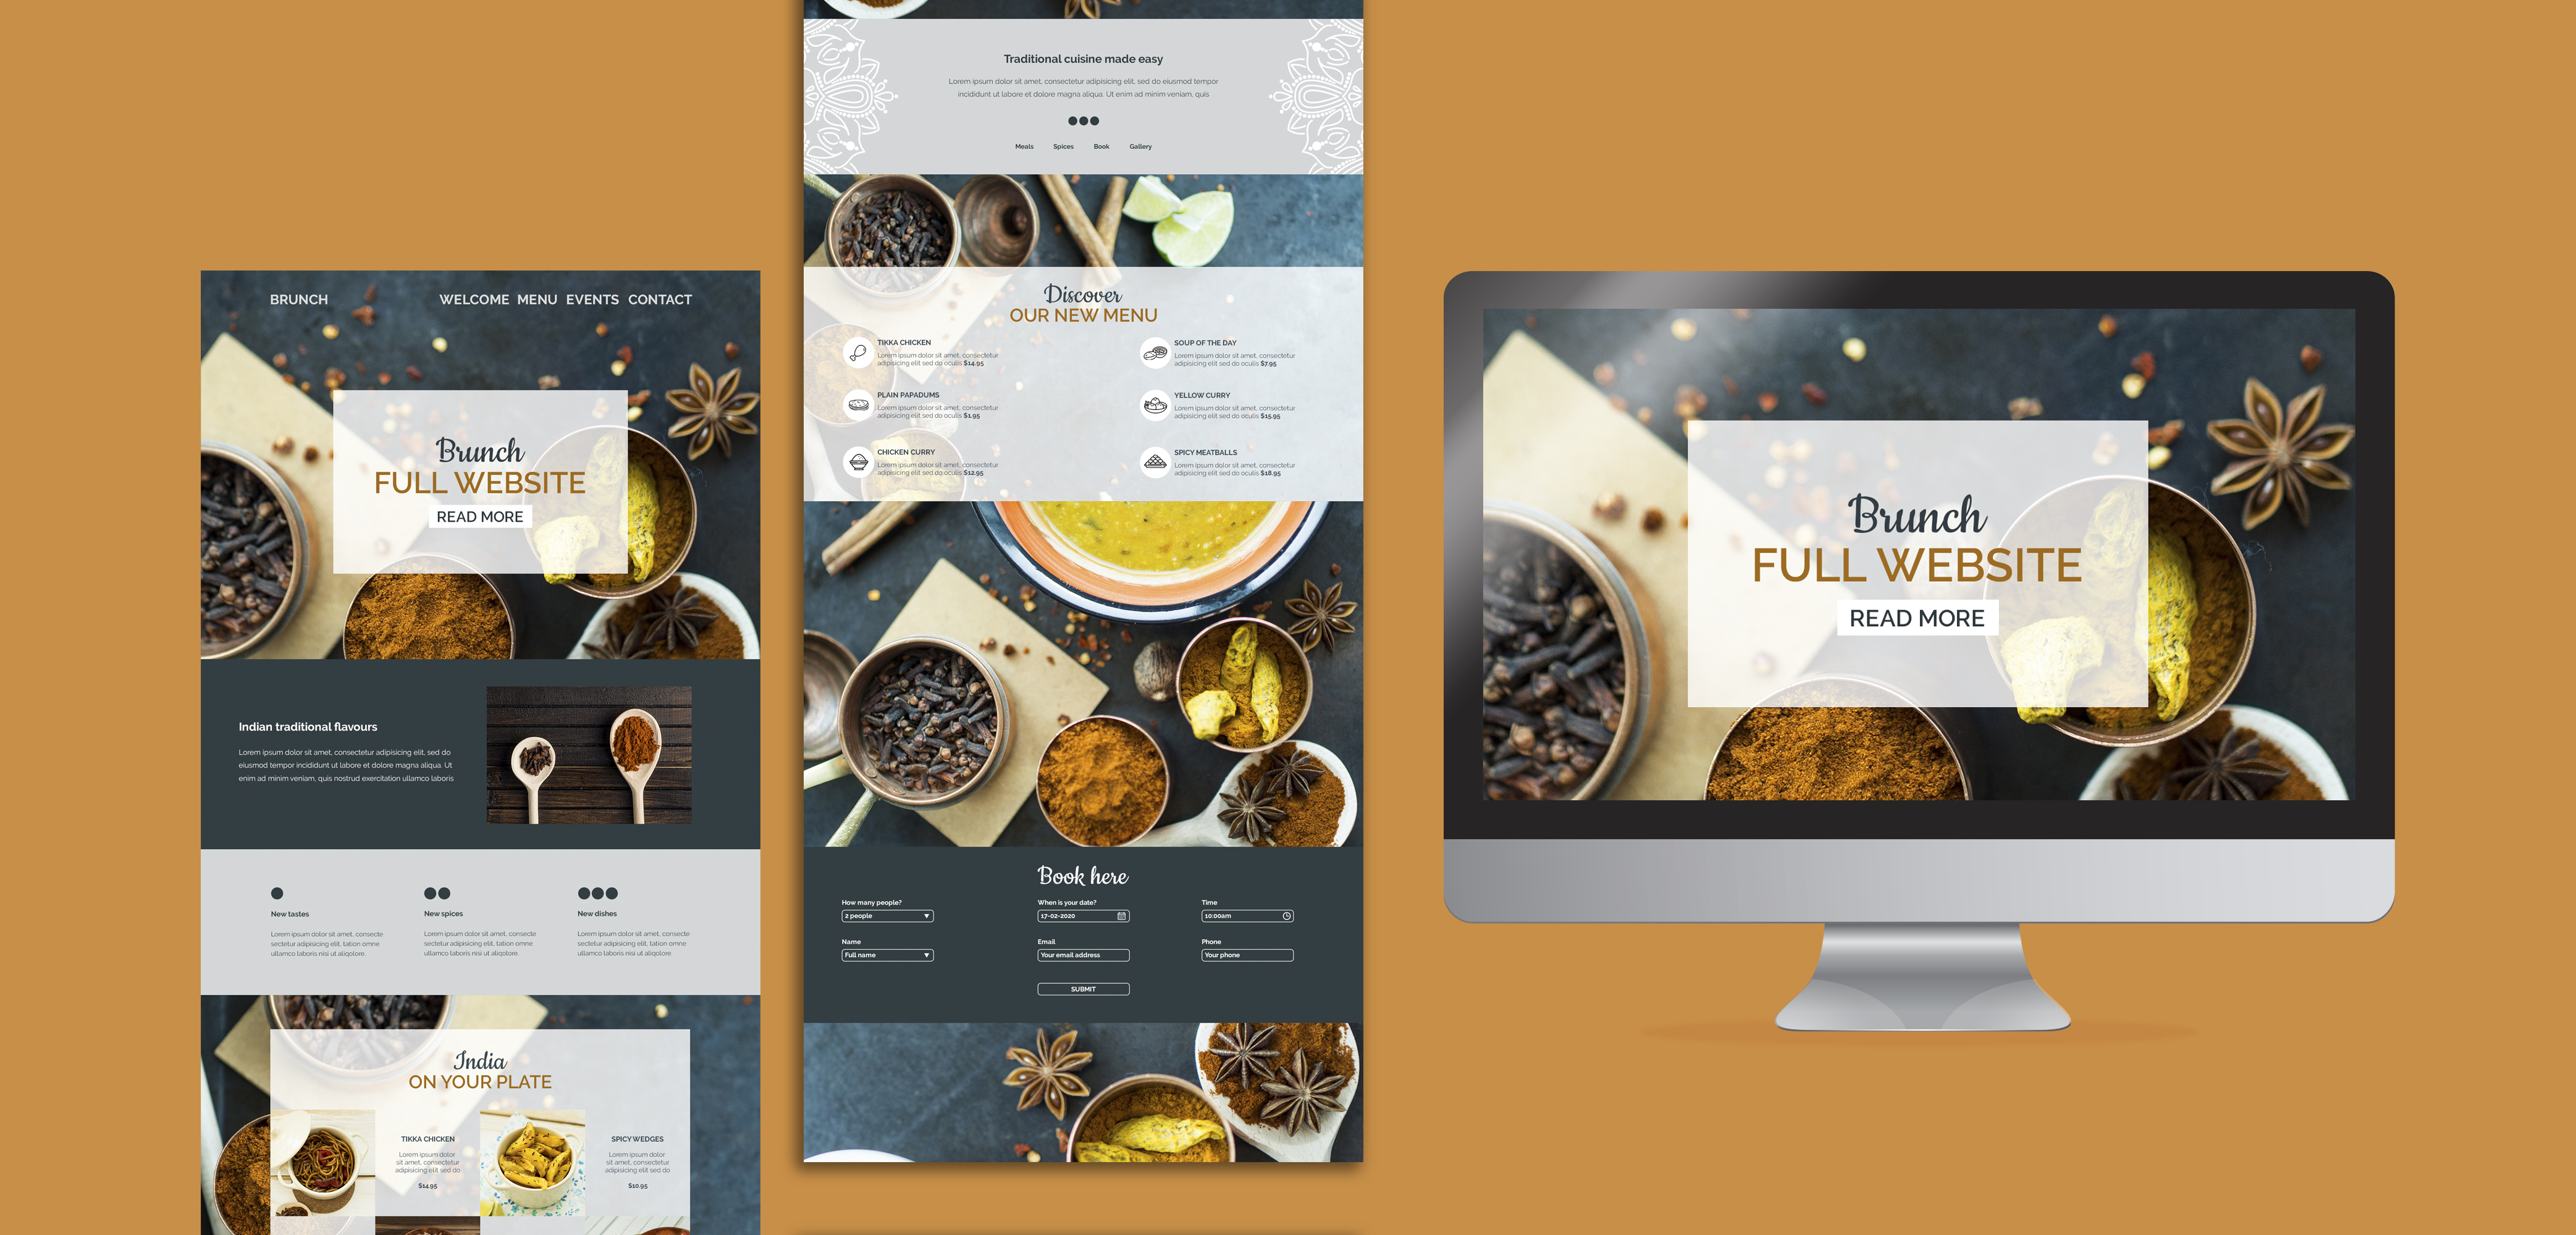 BRUNCH
WELCOME MENU EVENTS CONTACT
Brunch
FULL WEBSITE
READ MORE
Indian traditional flavours
Lorem ipsum dolor sit amet, consectetur adipisicing elit, sed do
eiusmod tempor incididunt ut labore et dolore magna aliqua. Ut
enim ad minim veniam, quis nostrud exercitation ullamco laboris
New tastes
Lorem ipsum dolor sit amet, consecte
sectetur adipisicing elit, tation omne
ullamco laboris nisi ut aliqolore.
New spices
Lorem ipsum dolor sit amet, consecte
sectetur adipisicing elit, tation omne
ullamco laboris nisi ut aliqolore.
New dishes
Lorem ipsum dolor sit amet, consecte
sectetur adipisicing elit, tation omne
ullamco laboris nisi ut aliqolore.
India
ON YOUR PLATE
TIKKA CHICKEN
Lorem ipsum dolor
sit amet, consectetur
adipisicing elit sed do
$14.95
SPICY WEDGES
Lorem ipsum dolor
sit amet, consectetur
adipisicing elit sed do
$10.95
Traditional cuisine made easy
Lorem ipsum dolor sit amet, consectetur adipisicing elit, sed do eiusmod tempor
incididunt ut labore et dolore magna aliqua. Ut enim ad minim veniam, quis
Meals Spices Book Gallery
Discover
OUR NEW MENU
TIKKA CHICKEN
Lorem ipsum dolor sit amet, consectetur
adipisicing elit sed do oculis $14.95
SOUP OF THE DAY
Lorem ipsum dolor sit amet, consectetur
adipisicing elit sed do oculis $7.95
PLAIN PAPADUMS
Lorem ipsum dolor sit amet, consectetur
adipisicing elit sed do oculis $1.95
YELLOW CURRY
Lorem ipsum dolor sit amet, consectetur
adipisicing elit sed do oculis $15.95
CHICKEN CURRY
Lorem ipsum dolor sit amet, consectetur
adipisicing elit sed do oculis $12.95
SPICY MEATBALLS
Lorem ipsum dolor sit amet, consectetur
adipisicing elit sed do oculis $18.95
Book here
How many people?
2 people
When is your date?
17-02-2020
Time
10:00am
Name
Full name
Email
Your email address
Phone
Your phone
SUBMIT
Brunch
FULL WEBSITE
READ MORE